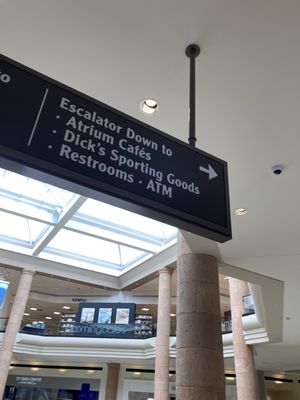 o
Escalator Down to
· Atrium Cafés
· Dick's Sporting Goods
· Restrooms · ATM
bloomingdale's